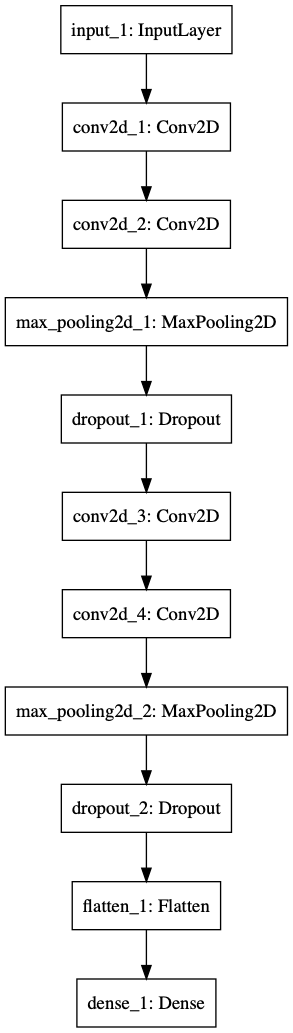 input_1: InputLayer
conv2d_1: Conv2D
conv2d_2: Conv2D
max_pooling2d_1: MaxPooling2D
dropout_1: Dropout
conv2d_3: Conv2D
conv2d_4: Conv2D
max_pooling2d_2: MaxPooling2D
dropout_2: Dropout
flatten_1: Flatten
dense_1: Dense